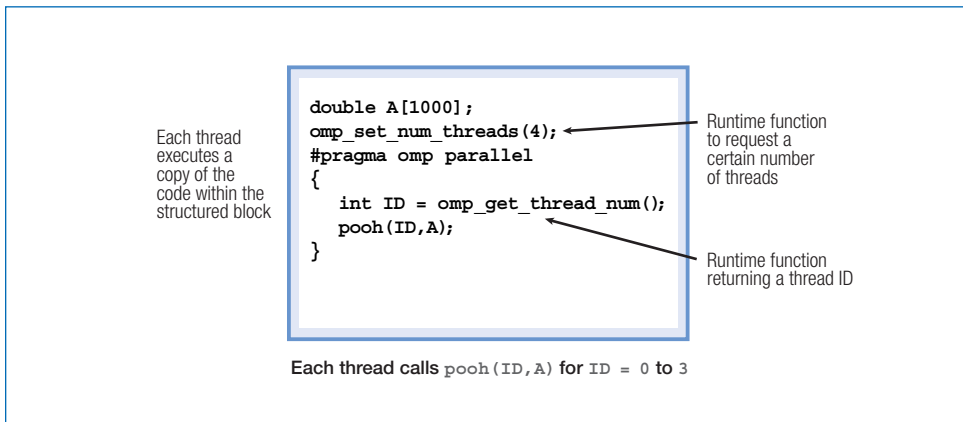 Each thread
executes a
copy of the
code within the
structured block
double A[1000];
omp_set_num_threads(4);
#pragma omp parallel
{
int ID = omp_get_thread_num();
pooh(ID,A);
}
Runtime function
to request a
certain number
of threads
Runtime function
returning a thread ID
Each thread calls pooh(ID,A) for ID = 0 to 3